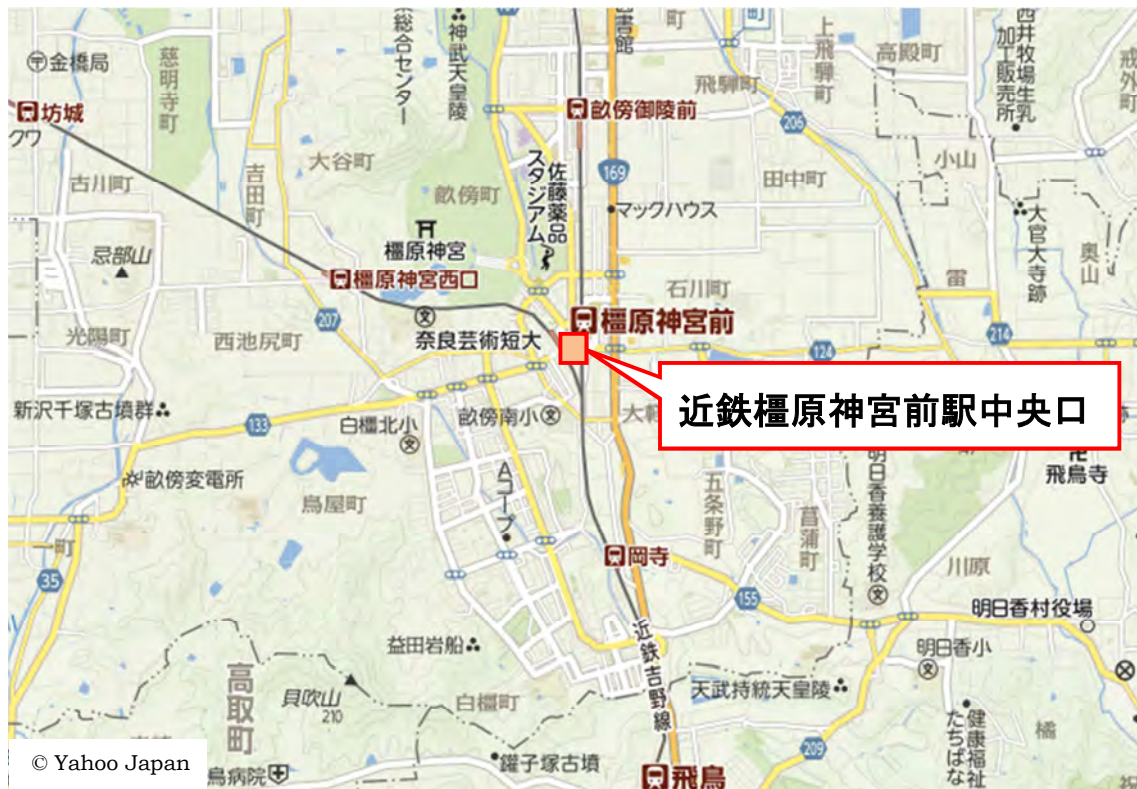 金橋局
慈明寺町
総合センター
神武天皇陵
書館
町
上飛騨町
高殿町
西井牧場生乳
加工販売所
戒外町
坊城
クワ
畝傍御陵前
飛騨町
206
大谷町
吉田町
古川町
畝傍町
佐藤薬品
スタジアム
169
田中町
小山
マックハウス
大官大寺跡
奥山
橿原神宮
忌部山
橿原神宮西口
石川町
雷
光陽町
207
西池尻町
奈良芸術短大
橿原神宮前
124
214
近鉄橿原神宮前駅中央口
新沢千塚古墳群
133
白橿北小
畝傍南小
跡
飛鳥寺
畝傍変電所
鳥屋町
Aコープ
五条野町
菖蒲町
明日香養護学校
一町
35
岡寺
川原
155
明日香村役場
益田岩船
近鉄吉野線
明日香小
高取町
貝吹山
210
白橿町
天武持統天皇陵
橘
健康福祉
たちばな
209
© Yahoo Japan
鳥病院
鑵子塚古墳
飛鳥
祝